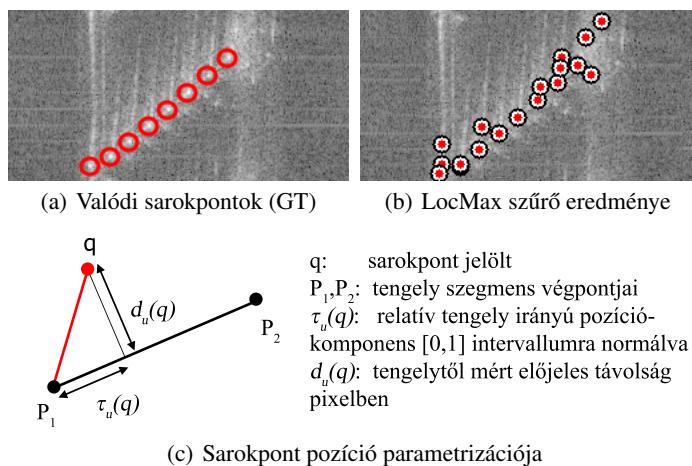 (a) Valódi sarokpontok (GT)
(b) LocMax szűrő eredménye
q
d_u(q)
P_2
P_1
τ_u(q)
q: sarokpont jelölt
P_1,P_2: tengely szegmens végpontjai
τ_u(q): relatív tengely irányú pozíció-
komponens [0,1] intervallumra normálva
d_u(q): tengelytől mért előjeles távolság
pixelben
(c) Sarokpont pozíció parametrizációja